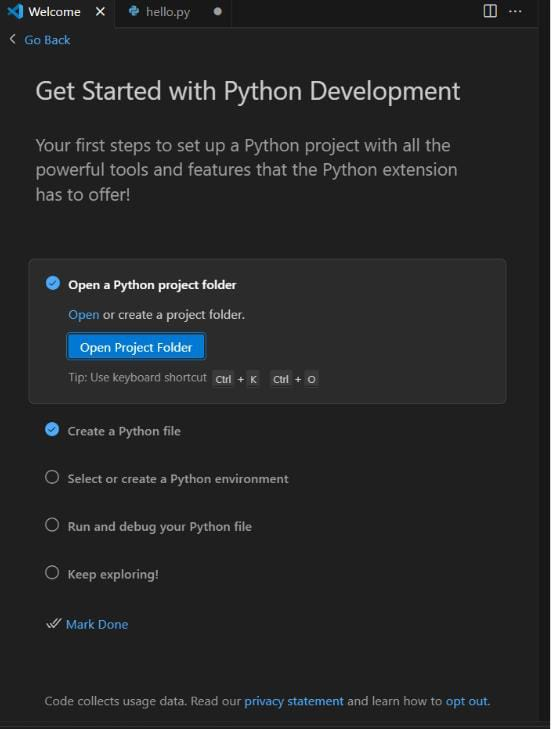 Welcome hello.py
Go Back
Get Started with Python Development
Your first steps to set up a Python project with all the
powerful tools and features that the Python extension
has to offer!
Open a Python project folder
Open or create a project folder.
Open Project Folder
Tip: Use keyboard shortcut Ctrl + K Ctrl + O
Create a Python file
Select or create a Python environment
Run and debug your Python file
Keep exploring!
Mark Done
Code collects usage data. Read our privacy statement and learn how to opt out.